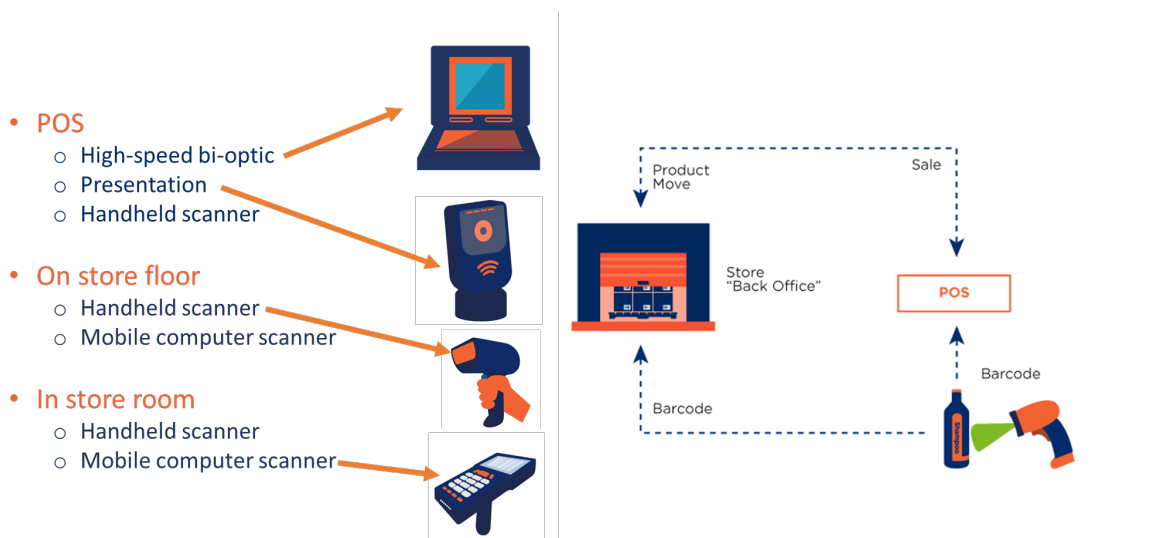 • POS
o High-speed bi-optic
o Presentation
o Handheld scanner
• On store floor
o Handheld scanner
o Mobile computer scanner
• In store room
o Handheld scanner
o Mobile computer scanner
Product
Move
Sale
Store
"Back Office"
POS
Barcode
Barcode
Shampoo